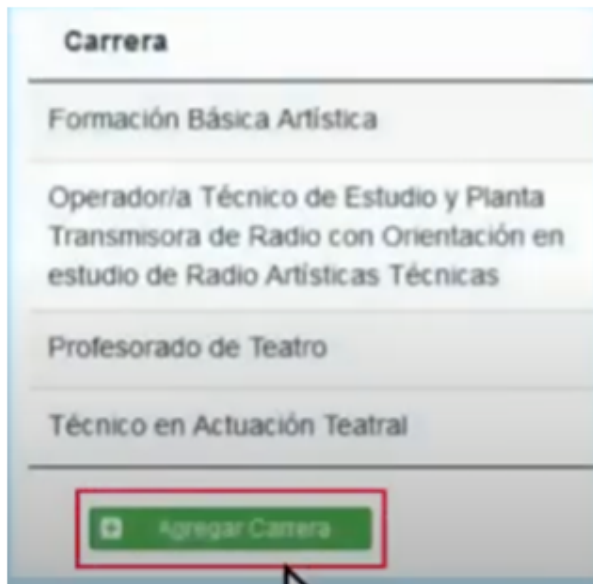 Carrera
Formación Básica Artística
Operador/a Técnico de Estudio y Planta
Transmisora de Radio con Orientación en
estudio de Radio Artísticas Técnicas
Profesorado de Teatro
Técnico en Actuación Teatral
Agregar Carrera